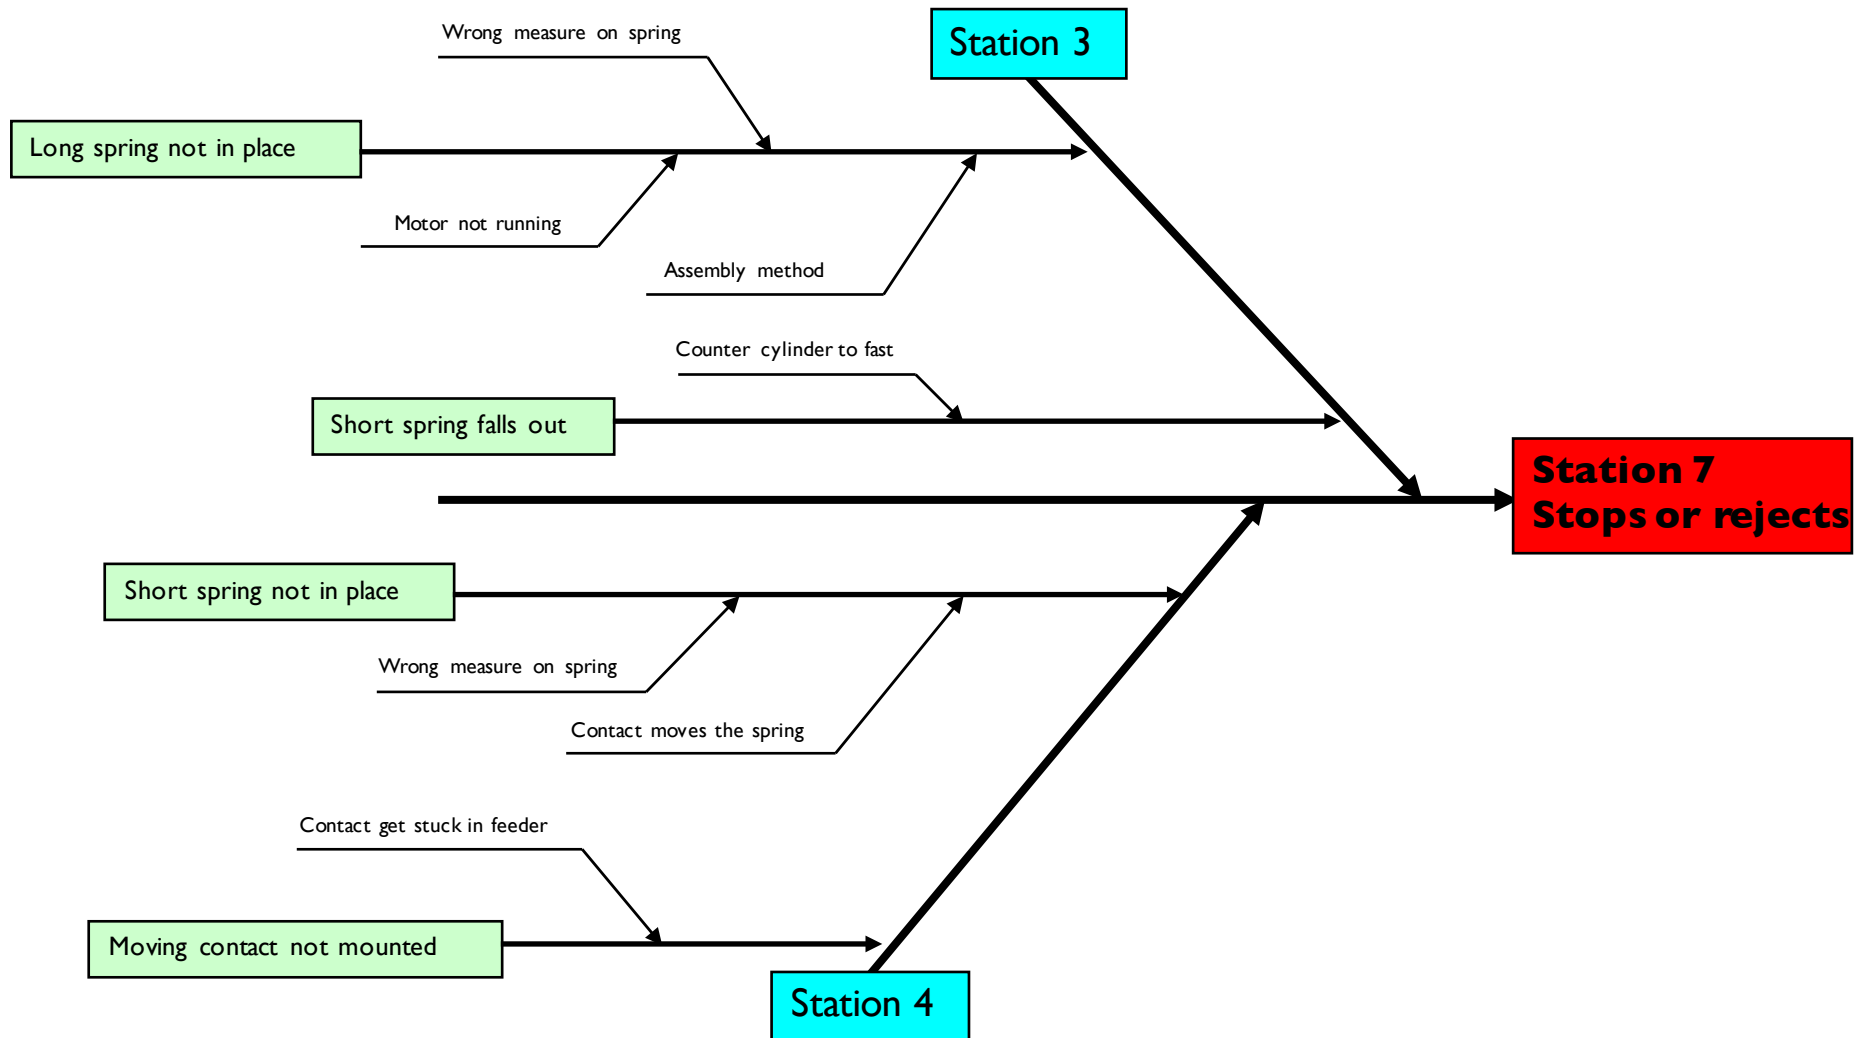 Wrong measure on spring
Station 3
Long spring not in place
Motor not running
Assembly method
Counter cylinder to fast
Short spring falls out
Station 7
Stops or rejects
Short spring not in place
Wrong measure on spring
Contact moves the spring
Contact get stuck in feeder
Moving contact not mounted
Station 4